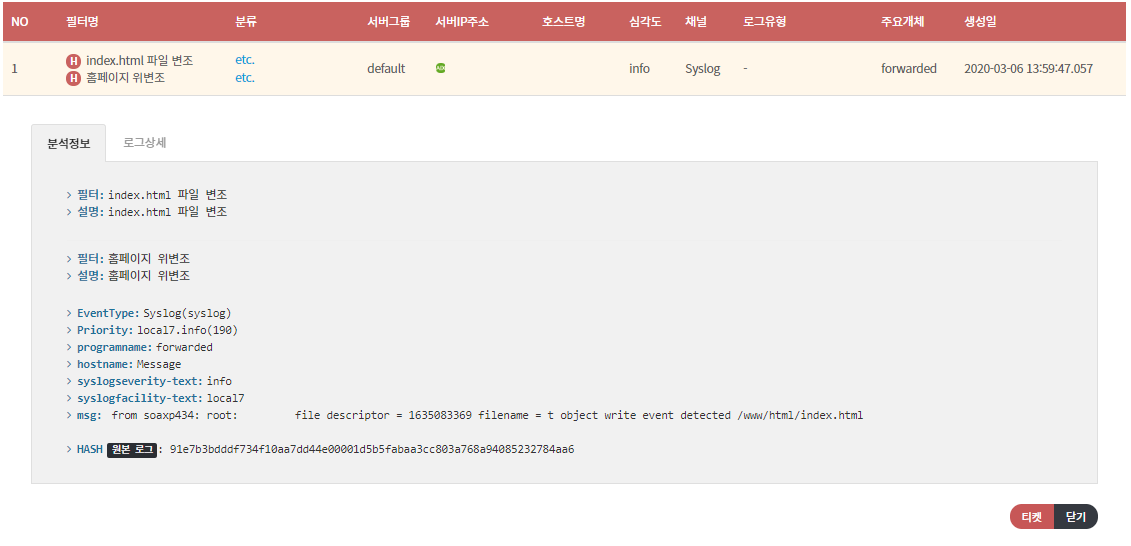 NO 필터명 분류 서버그룹 서버IP주소 호스트명 심각도 채널 로그유형 주요개체 생성일
1 H index.html 파일 변조 etc. default AIX info Syslog - forwarded 2020-03-06 13:59:47.057
H 홈페이지 위변조 etc.
분석정보 로그상세
> 필터: index.html 파일 변조
> 설명: index.html 파일 변조
> 필터: 홈페이지 위변조
> 설명: 홈페이지 위변조
> EventType: Syslog(syslog)
> Priority: local7.info(190)
> programname: forwarded
> hostname: Message
> syslogseverity-text: info
> syslogfacility-text: local7
> msg: from soaxp434: root: file descriptor = 1635083369 filename = t object write event detected /www/html/index.html
> HASH 원본 로그 : 91e7b3bdddf734f10aa7dd44e00001d5b5fabaa3cc803a768a94085232784aa6
티켓 닫기